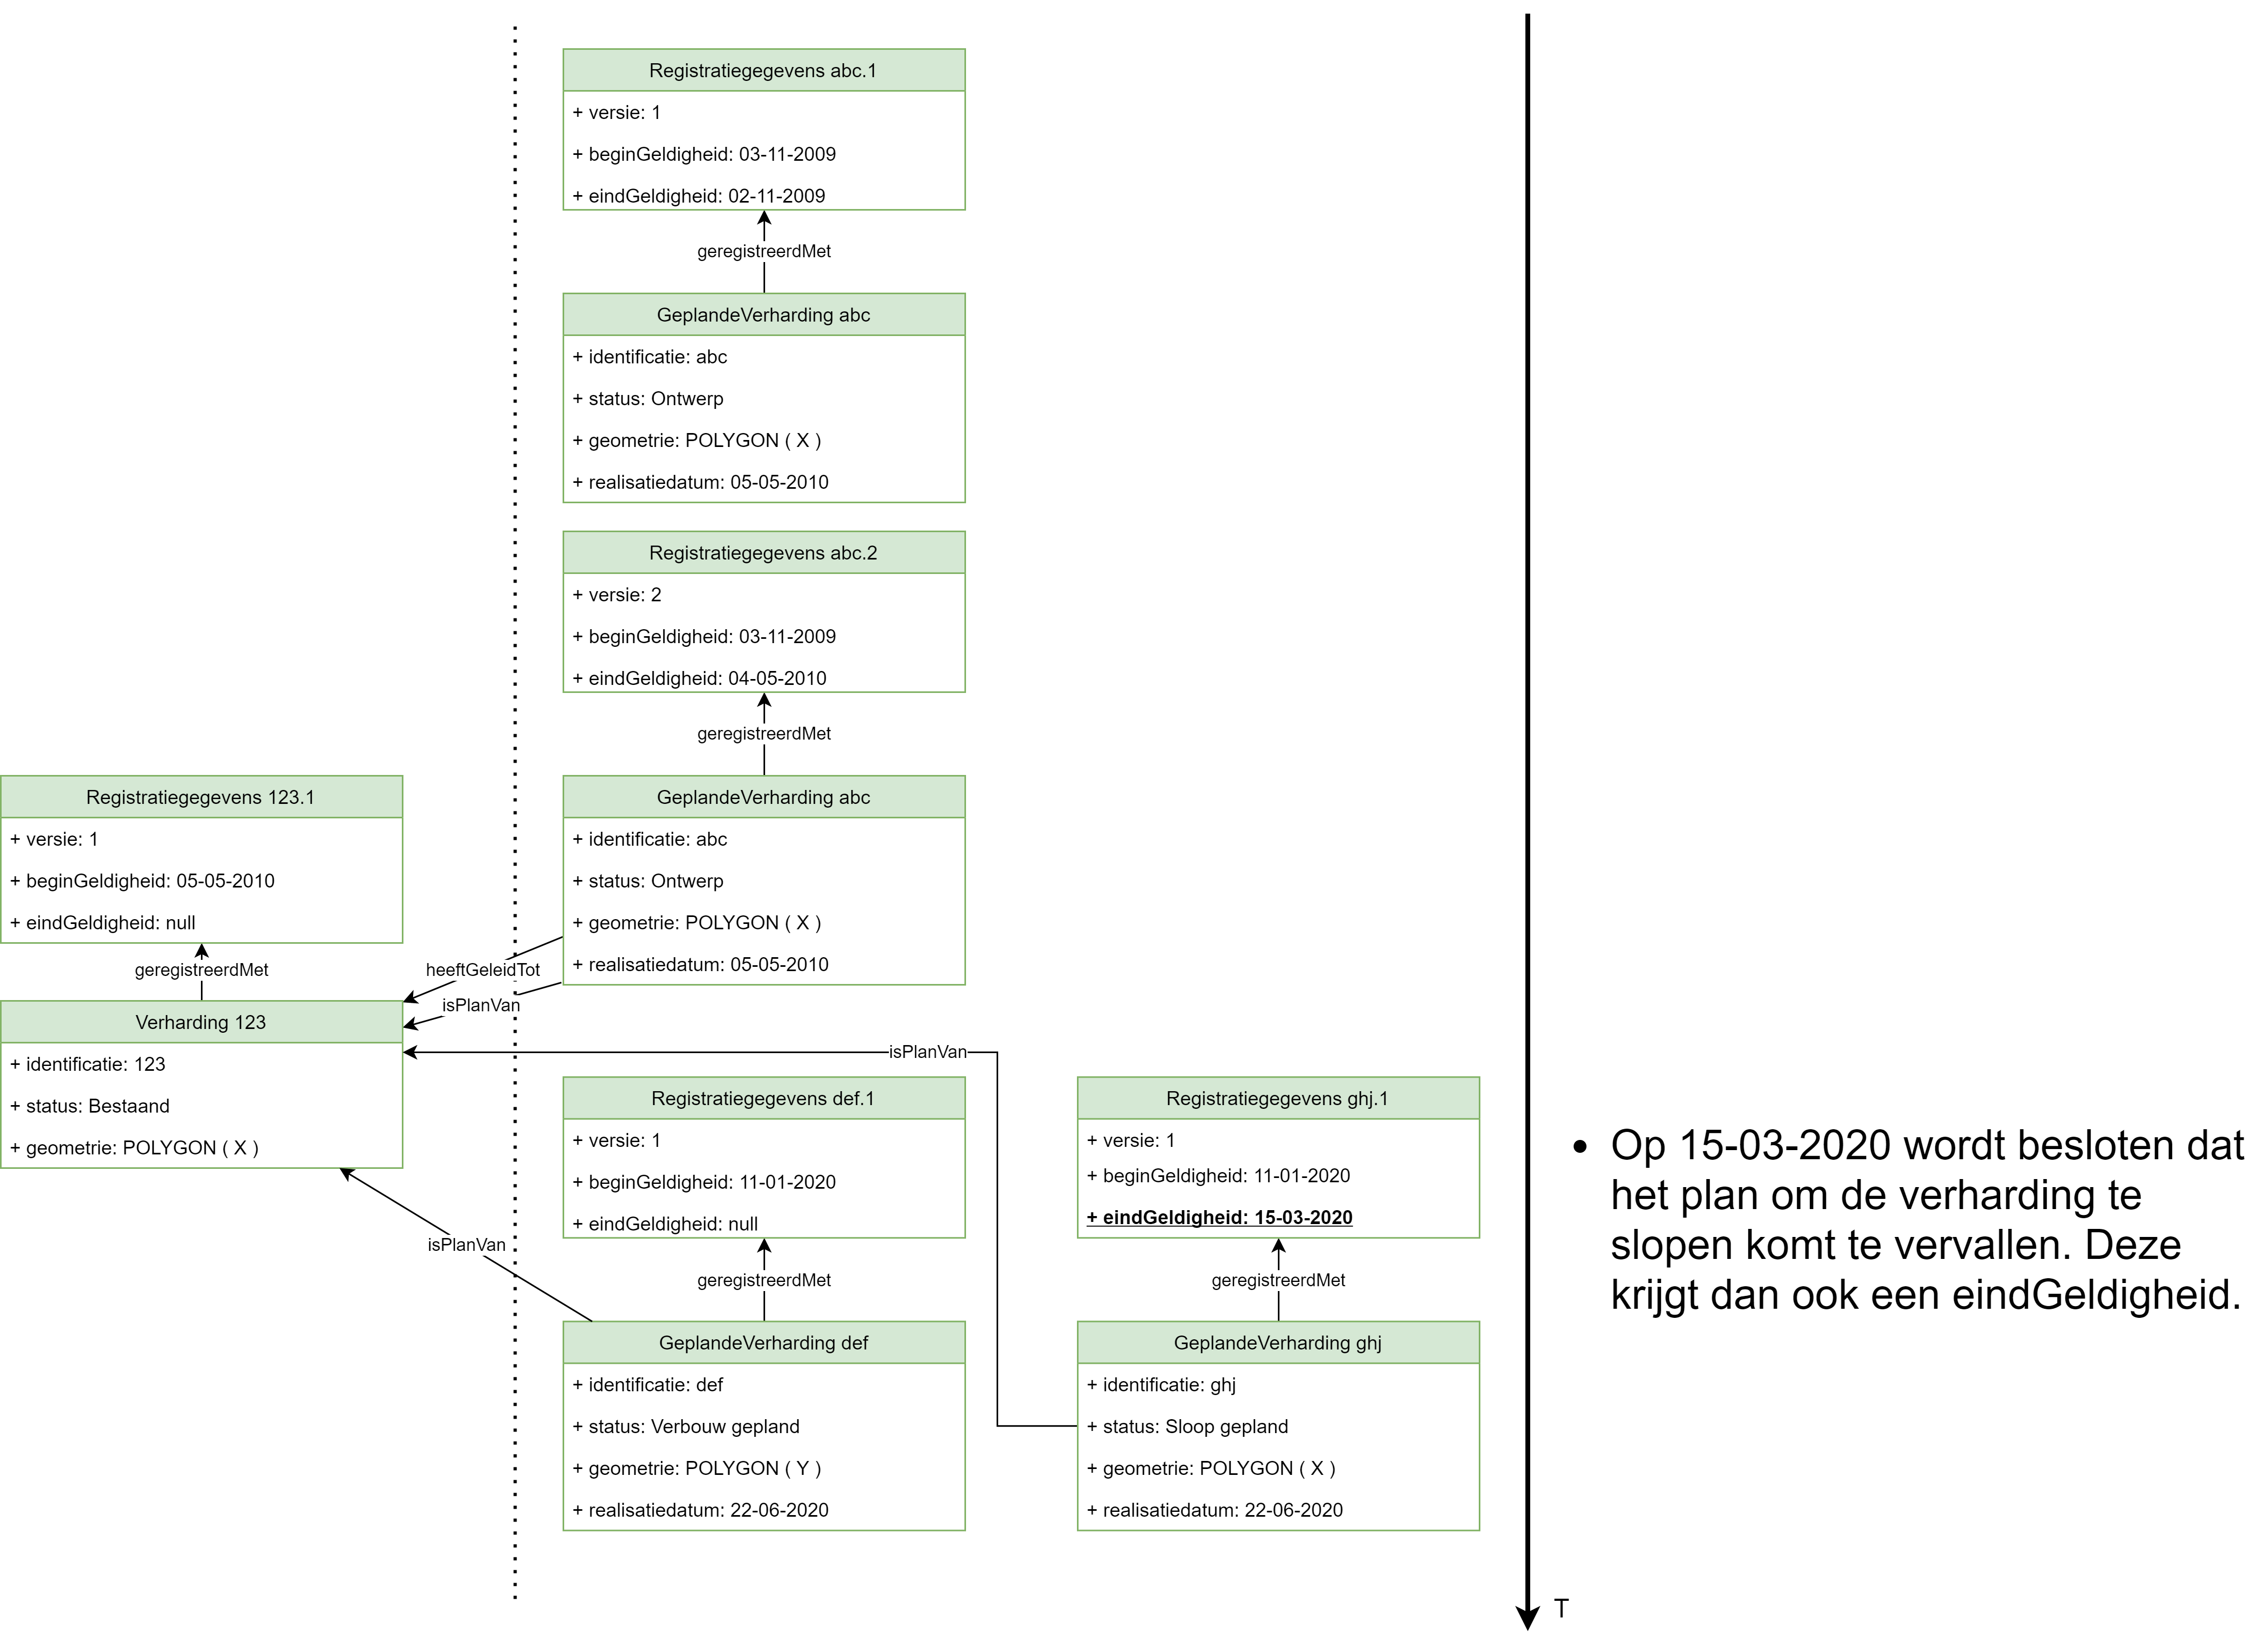 Registratiegegevens abc.1
+ versie: 1
+ beginGeldigheid: 03-11-2009
+ eindGeldigheid: 02-11-2009
geregistreerdMet
GeplandeVerharding abc
+ identificatie: abc
+ status: Ontwerp
+ geometrie: POLYGON ( X )
+ realisatiedatum: 05-05-2010
Registratiegegevens abc.2
+ versie: 2
+ beginGeldigheid: 03-11-2009
+ eindGeldigheid: 04-05-2010
geregistreerdMet
GeplandeVerharding abc
+ identificatie: abc
+ status: Ontwerp
+ geometrie: POLYGON ( X )
+ realisatiedatum: 05-05-2010
Registratiegegevens 123.1
+ versie: 1
+ beginGeldigheid: 05-05-2010
+ eindGeldigheid: null
geregistreerdMet
heeftGeleidTot
isPlanVan
Verharding 123
+ identificatie: 123
+ status: Bestaand
+ geometrie: POLYGON ( X )
isPlanVan
isPlanVan
Registratiegegevens def.1
+ versie: 1
+ beginGeldigheid: 11-01-2020
+ eindGeldigheid: null
geregistreerdMet
GeplandeVerharding def
+ identificatie: def
+ status: Verbouw gepland
+ geometrie: POLYGON ( Y )
+ realisatiedatum: 22-06-2020
Registratiegegevens ghj.1
+ versie: 1
+ beginGeldigheid: 11-01-2020
+ eindGeldigheid: 15-03-2020
geregistreerdMet
GeplandeVerharding ghj
+ identificatie: ghj
+ status: Sloop gepland
+ geometrie: POLYGON ( X )
+ realisatiedatum: 22-06-2020
• Op 15-03-2020 wordt besloten dat
het plan om de verharding te
slopen komt te vervallen. Deze
krijgt dan ook een eindGeldigheid.
T